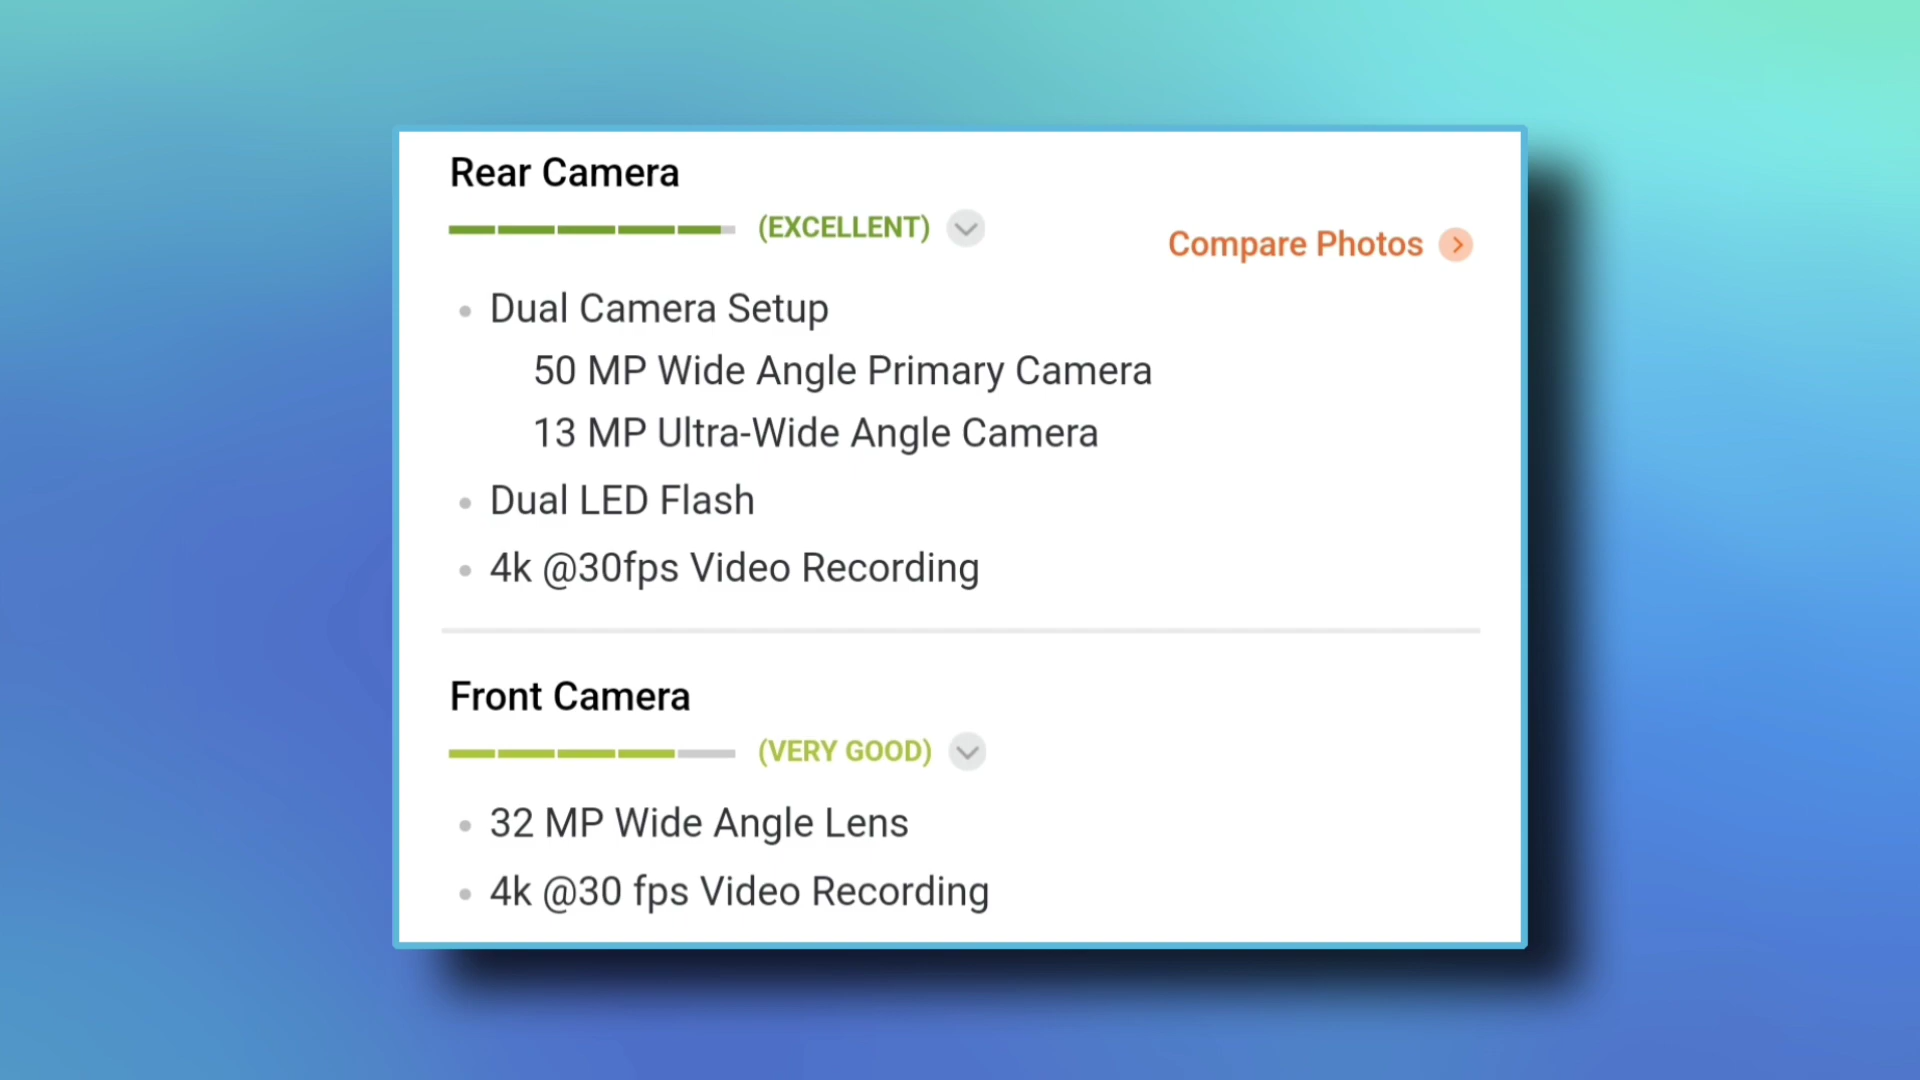 Rear Camera
(EXCELLENT)
Compare Photos
Dual Camera Setup
50 MP Wide Angle Primary Camera
13 MP Ultra-Wide Angle Camera
Dual LED Flash
4k @30fps Video Recording
Front Camera
(VERY GOOD)
32 MP Wide Angle Lens
4k @30 fps Video Recording